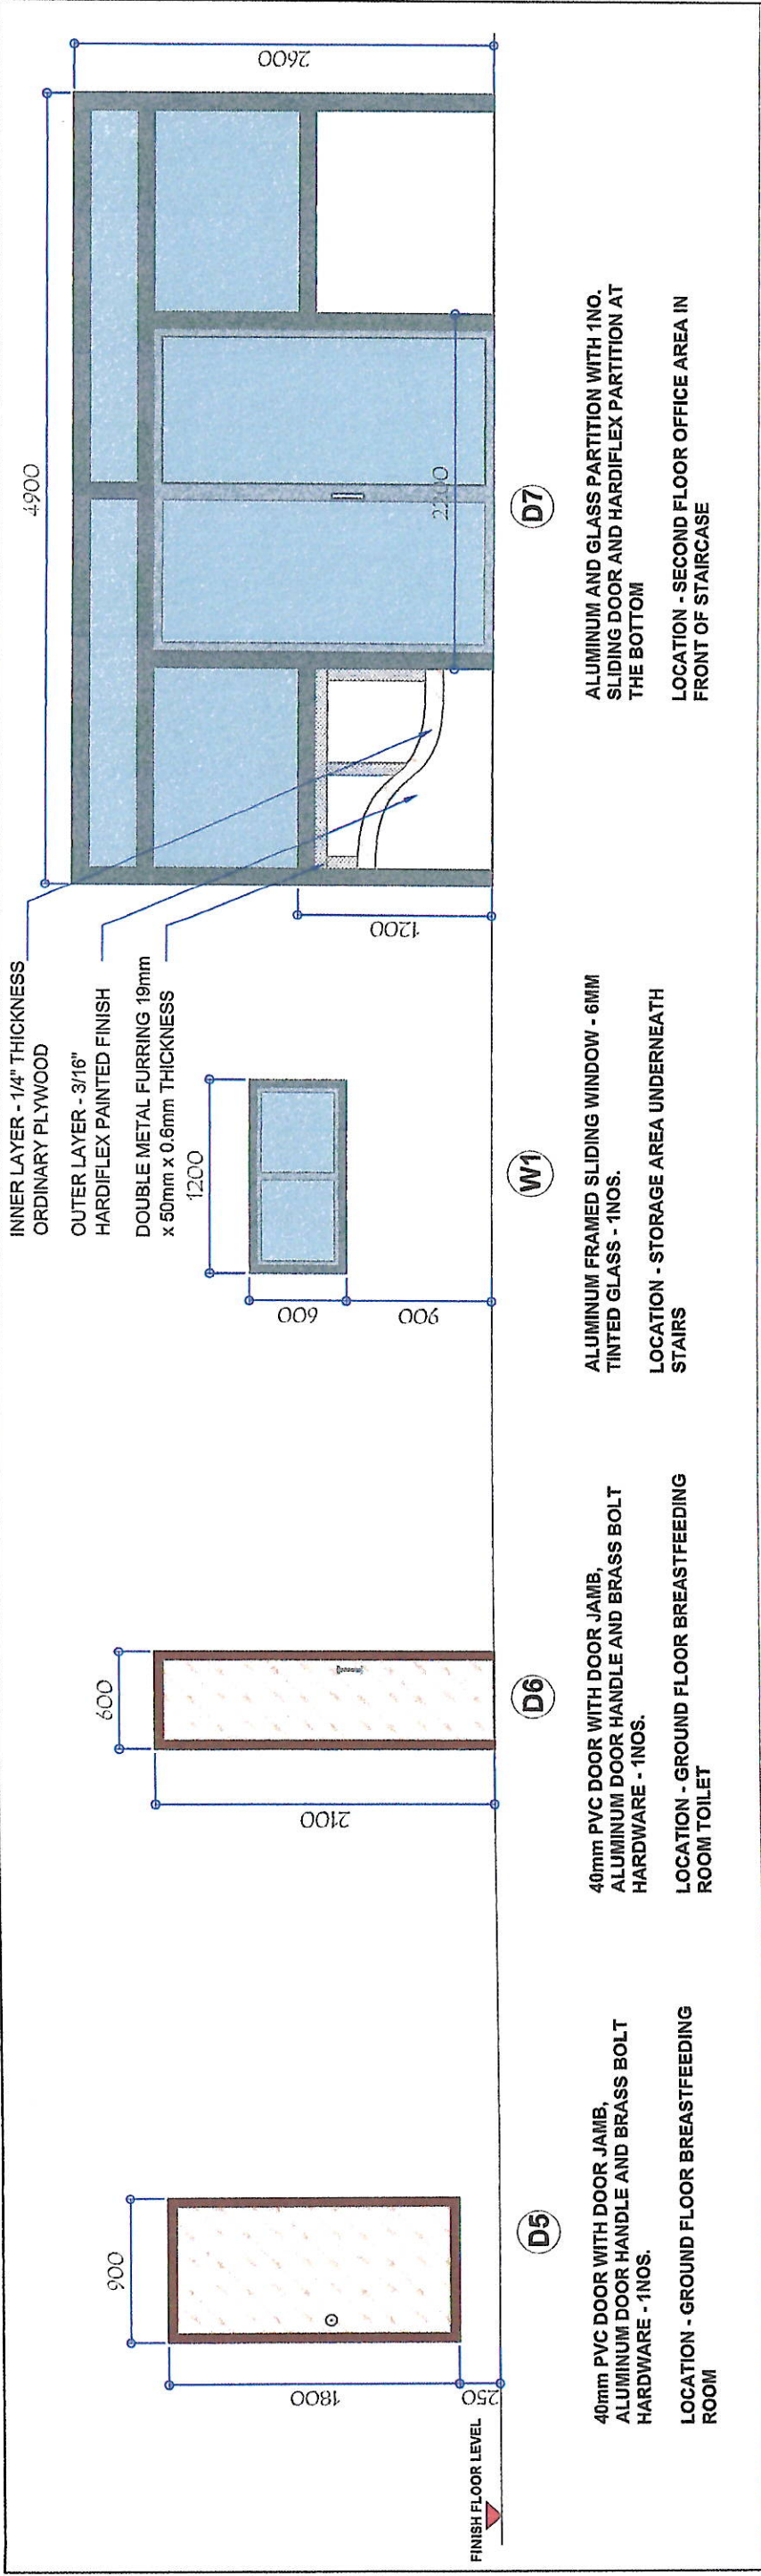 INNER LAYER - 1/4" THICKNESS
ORDINARY PLYWOOD
OUTER LAYER - 3/16"
HARDIFLEX PAINTED FINISH
DOUBLE METAL FURRING 19mm
x 50mm x 0.6mm THICKNESS
FINISH FLOOR LEVEL
900
1800
250
D5
40mm PVC DOOR WITH DOOR JAMB,
ALUMINUM DOOR HANDLE AND BRASS BOLT
HARDWARE - 1NOS.
LOCATION - GROUND FLOOR BREASTFEEDING
ROOM
600
2100
D6
40mm PVC DOOR WITH DOOR JAMB,
ALUMINUM DOOR HANDLE AND BRASS BOLT
HARDWARE - 1NOS.
LOCATION - GROUND FLOOR BREASTFEEDING
ROOM TOILET
1200
600
900
W1
ALUMINUM FRAMED SLIDING WINDOW - 6MM
TINTED GLASS - 1NOS.
LOCATION - STORAGE AREA UNDERNEATH
STAIRS
4900
2600
1200
2200
D7
ALUMINUM AND GLASS PARTITION WITH 1NO.
SLIDING DOOR AND HARDIFLEX PARTITION AT
THE BOTTOM
LOCATION - SECOND FLOOR OFFICE AREA IN
FRONT OF STAIRCASE